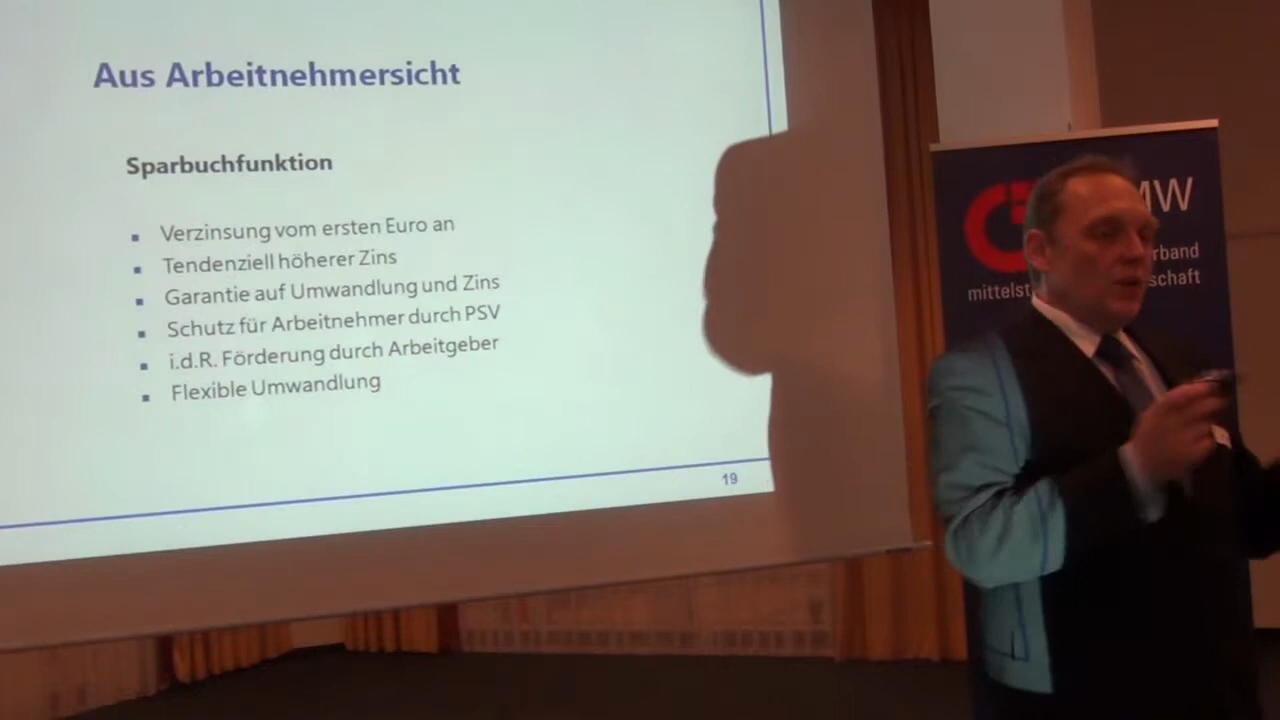 Aus Arbeitnehmersicht
Sparbuchfunktion
Verzinsung vom ersten Euro an
Tendenziell höherer Zins
Garantie auf Umwandlung und Zins
Schutz für Arbeitnehmer durch PSV
i.d.R. Förderung durch Arbeitgeber
Flexible Umwandlung
19
MW
rband
mittelst schaft